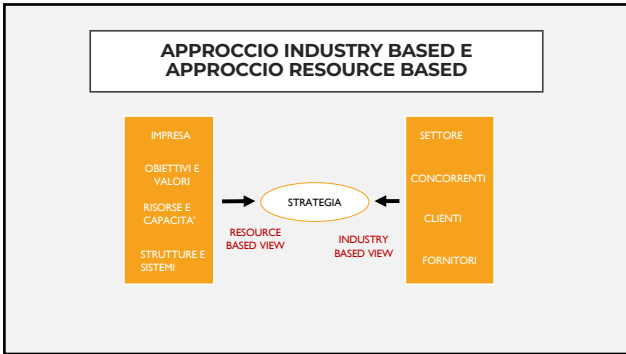 APPROCCIO INDUSTRY BASED E
APPROCCIO RESOURCE BASED
IMPRESA
OBIETTIVI E
VALORI
RISORSE E
CAPACITA'
STRUTTURE E
SISTEMI
RESOURCE
BASED VIEW
STRATEGIA
INDUSTRY
BASED VIEW
SETTORE
CONCORRENTI
CLIENTI
FORNITORI